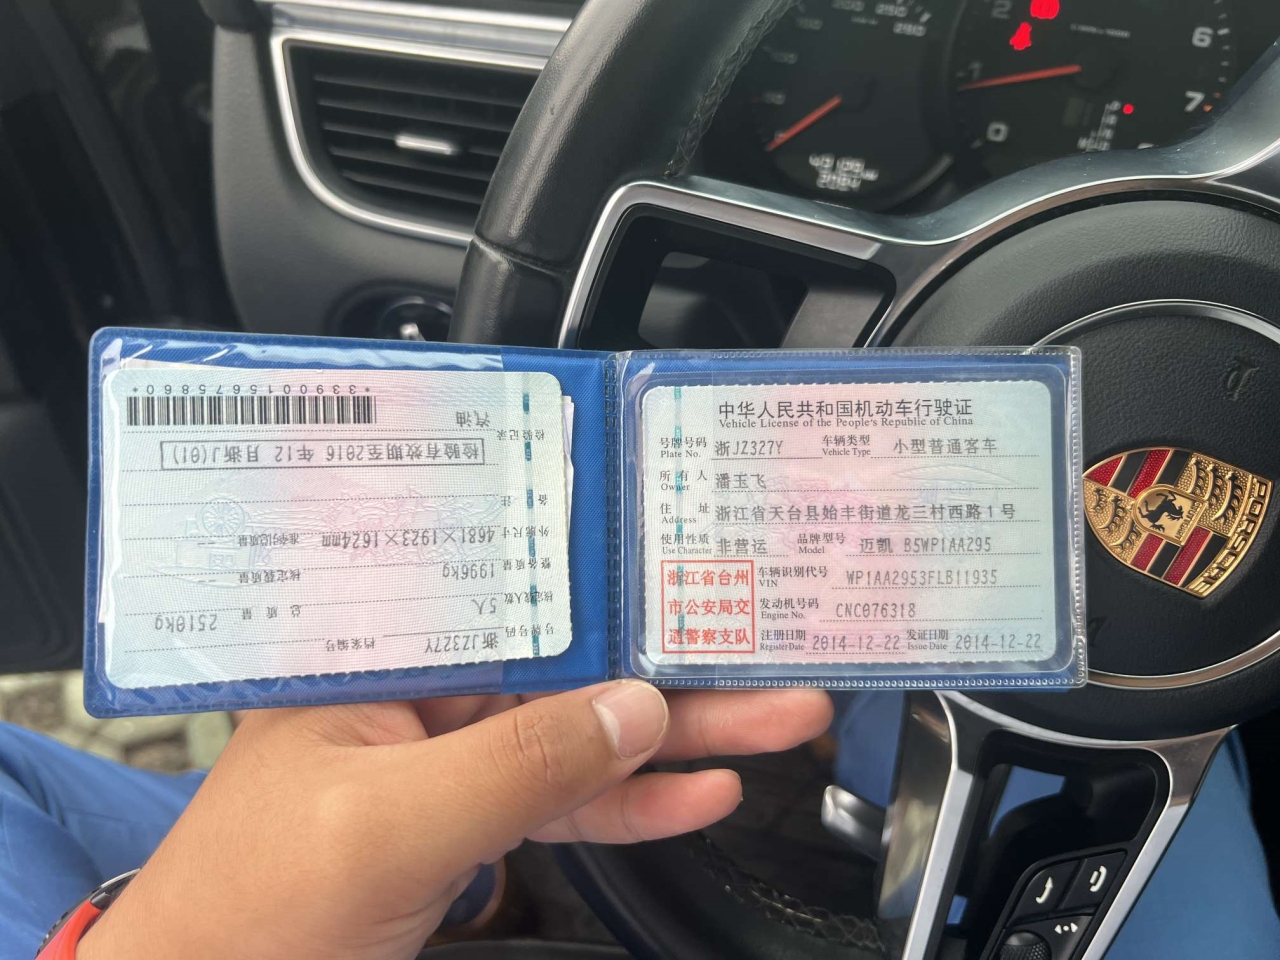 中华人民共和国机动车行驶证
Vehicle License of the People's Republic of China
号牌号码 浙JZ327Y 车辆类型 小型普通客车
Plate No. Vehicle Type
所有人 潘玉飞
Owner
住址 浙江省天台县始丰街道龙三村西路1号
Address
使用性质 非营运 品牌型号 迈凯 B5WP1AA295
Use Character Model
浙江省台州
市公安局交
通警察支队
车辆识别代号 WP1AA2953FLB11935
VIN
发动机号码 CNC076318
Engine No.
注册日期 2014-12-22 发证日期 2014-12-22
Register Date Issue Date
号牌号码 浙JZ327Y 档案编号
核定载人数 5人 总质量 2510kg
整备质量 1996kg 核定载质量
外廓尺寸 4681×1923×1624mm 准牵引总质量
备注
检验有效期至2016年12月浙J(01)
检验记录
汽油
*3390015675860*
PORSCHE